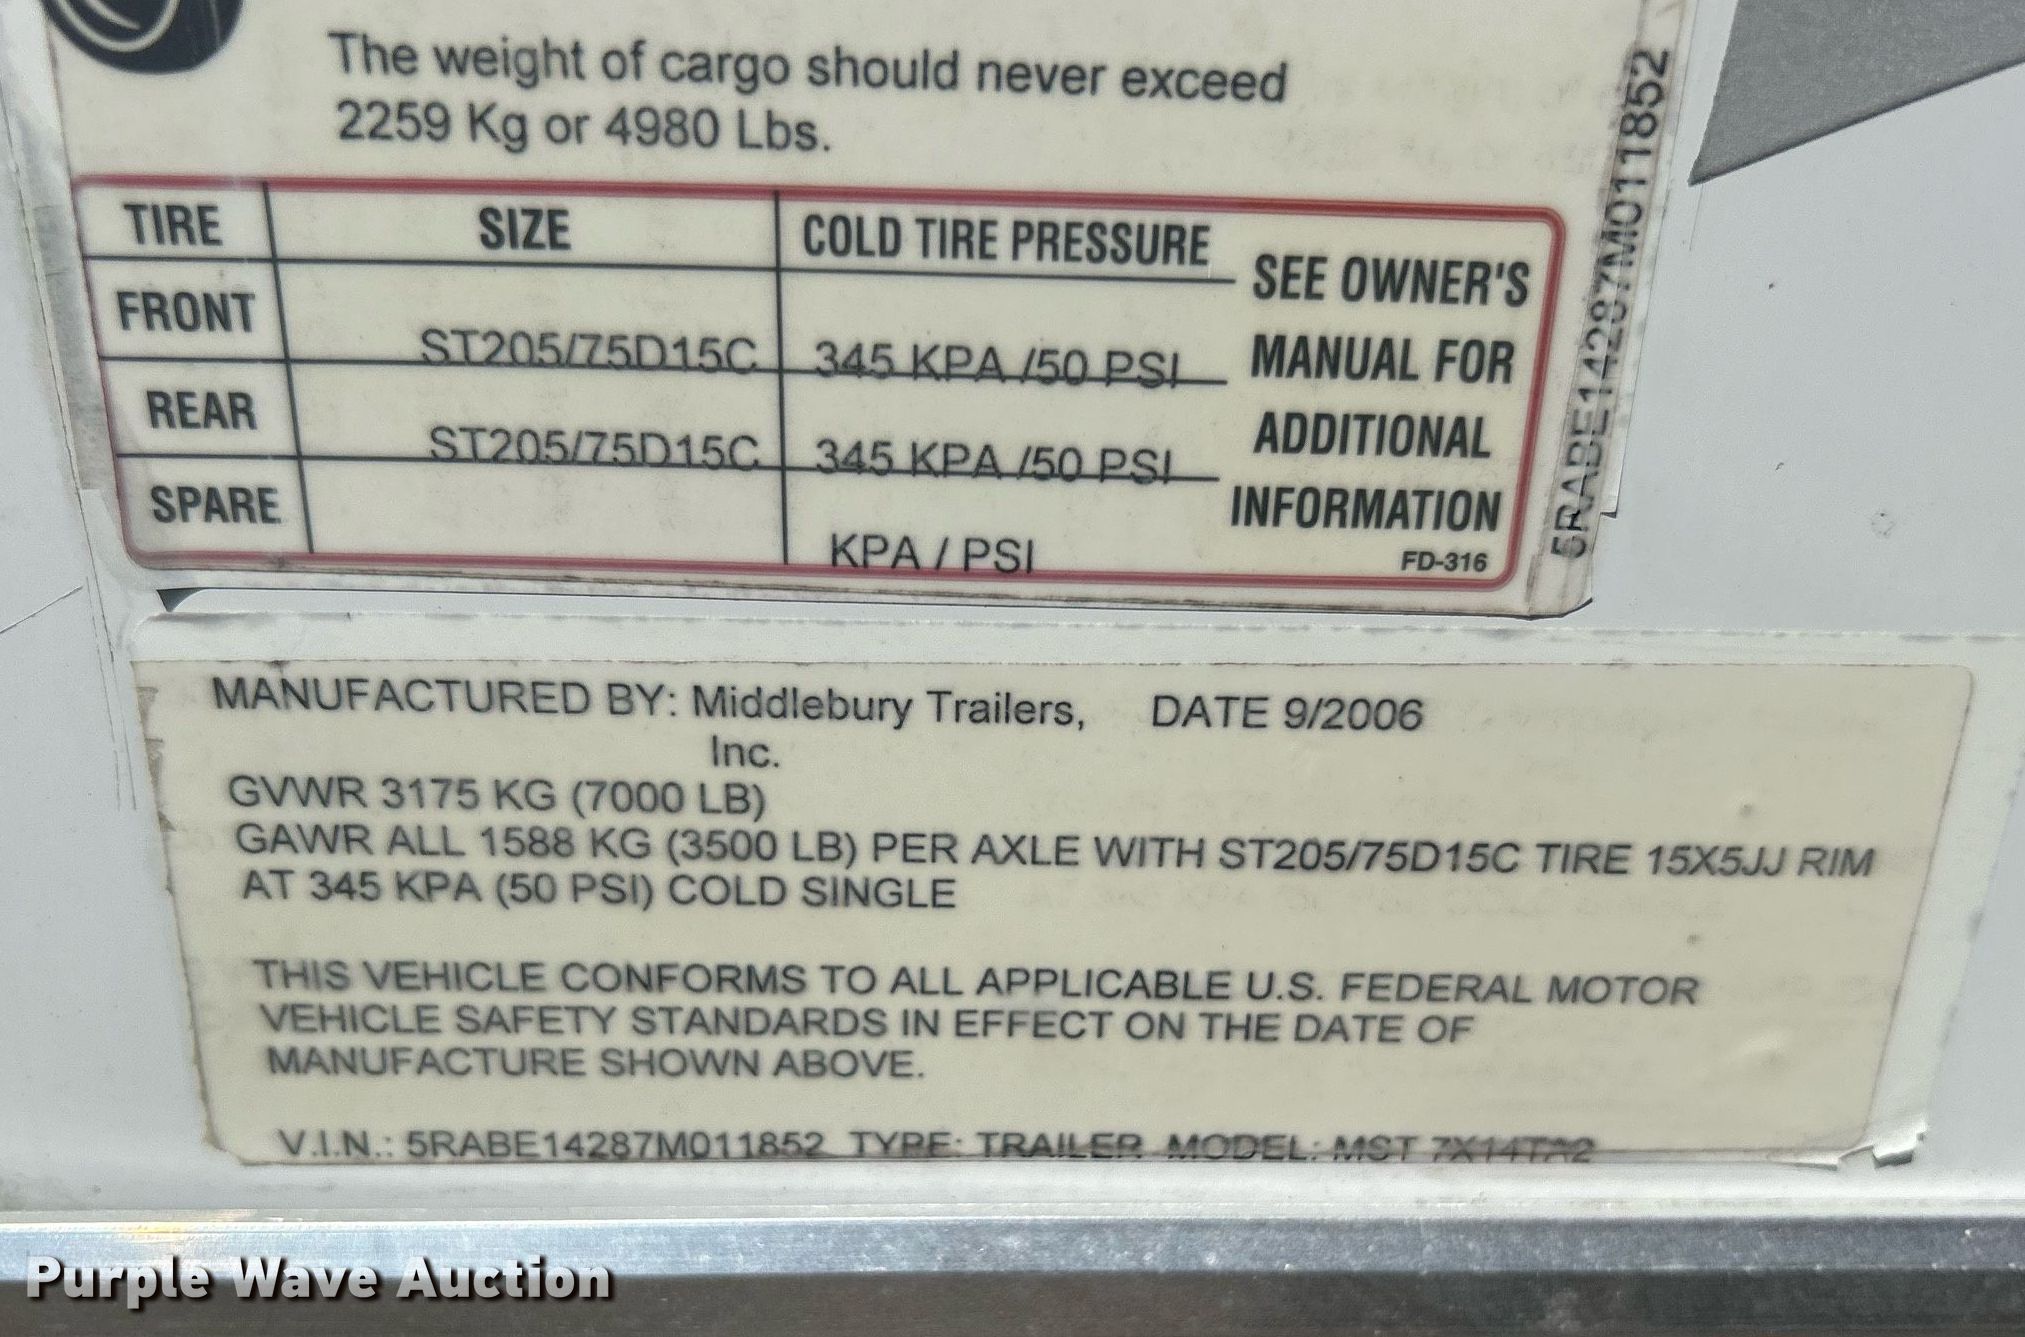 The weight of cargo should never exceed
2259 Kg or 4980 Lbs.
TIRE SIZE COLD TIRE PRESSURE
FRONT ST205/75D15C 345 KPA /50 PSI
REAR ST205/75D15C 345 KPA /50 PSI
SPARE KPA / PSI
SEE OWNER'S
MANUAL FOR
ADDITIONAL
INFORMATION
FD-316
5RABE14287M011852
MANUFACTURED BY: Middlebury Trailers, DATE 9/2006
Inc.
GVWR 3175 KG (7000 LB)
GAWR ALL 1588 KG (3500 LB) PER AXLE WITH ST205/75D15C TIRE 15X5JJ RIM
AT 345 KPA (50 PSI) COLD SINGLE
THIS VEHICLE CONFORMS TO ALL APPLICABLE U.S. FEDERAL MOTOR
VEHICLE SAFETY STANDARDS IN EFFECT ON THE DATE OF
MANUFACTURE SHOWN ABOVE.
V.I.N.: 5RABE14287M011852 TYPE: TRAILER MODEL: MST 7X14TA2
Purple Wave Auction